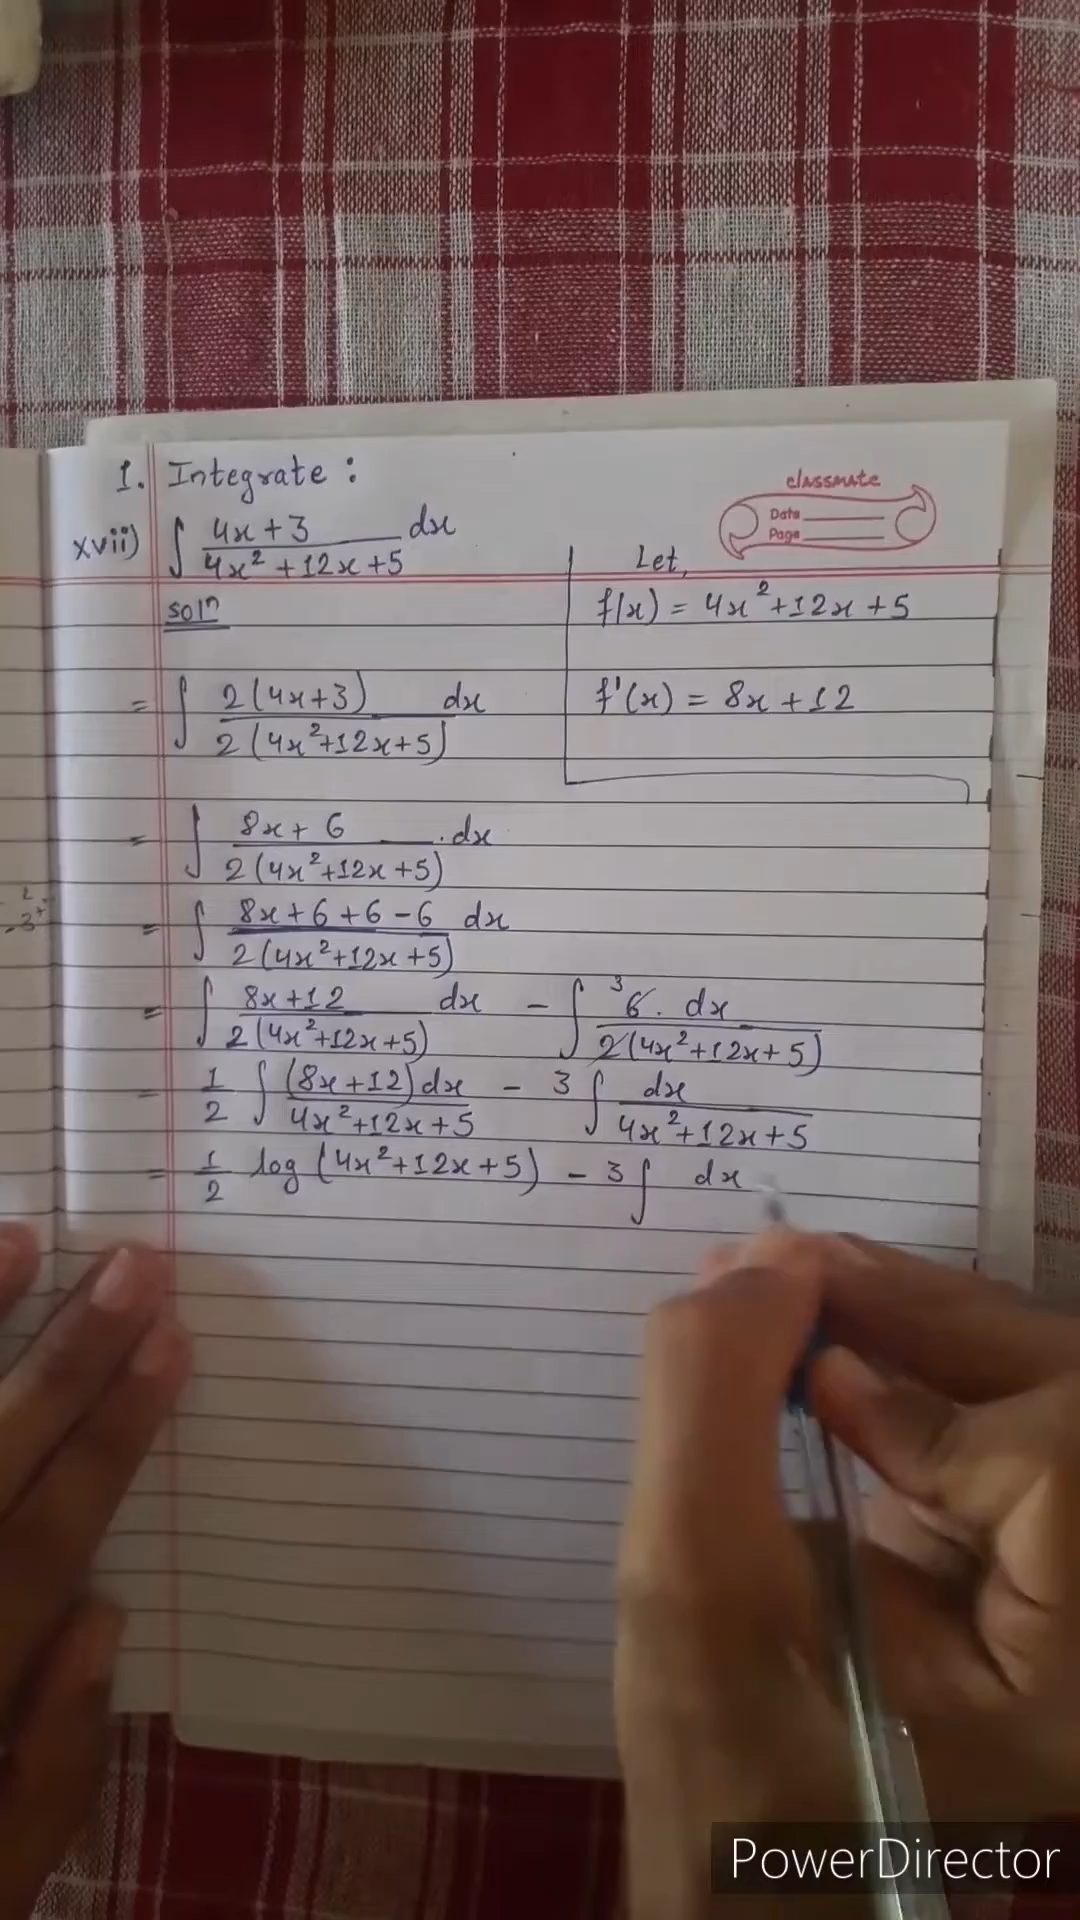 1. Integrate :
classmate
Date
Page
xvii) ∫ (4x+3)/(4x²+12x+5) dx
Let,
f(x) = 4x²+12x+5
f'(x) = 8x+12
solⁿ
= ∫ 2(4x+3)/2(4x²+12x+5) dx
= ∫ 8x+6/2(4x²+12x+5) . dx
= ∫ 8x+6+6-6/2(4x²+12x+5) dx
= ∫ 8x+12/2(4x²+12x+5) dx - ∫ ³6. dx/2(4x²+12x+5)
= 1/2 ∫ (8x+12)dx/4x²+12x+5 - 3∫ dx/4x²+12x+5
= 1/2 log (4x²+12x+5) - 3∫ dx
PowerDirector